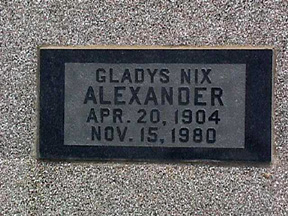 GLADYS NIX
ALEXANDER
APR. 20, 1904
NOV. 15, 1980